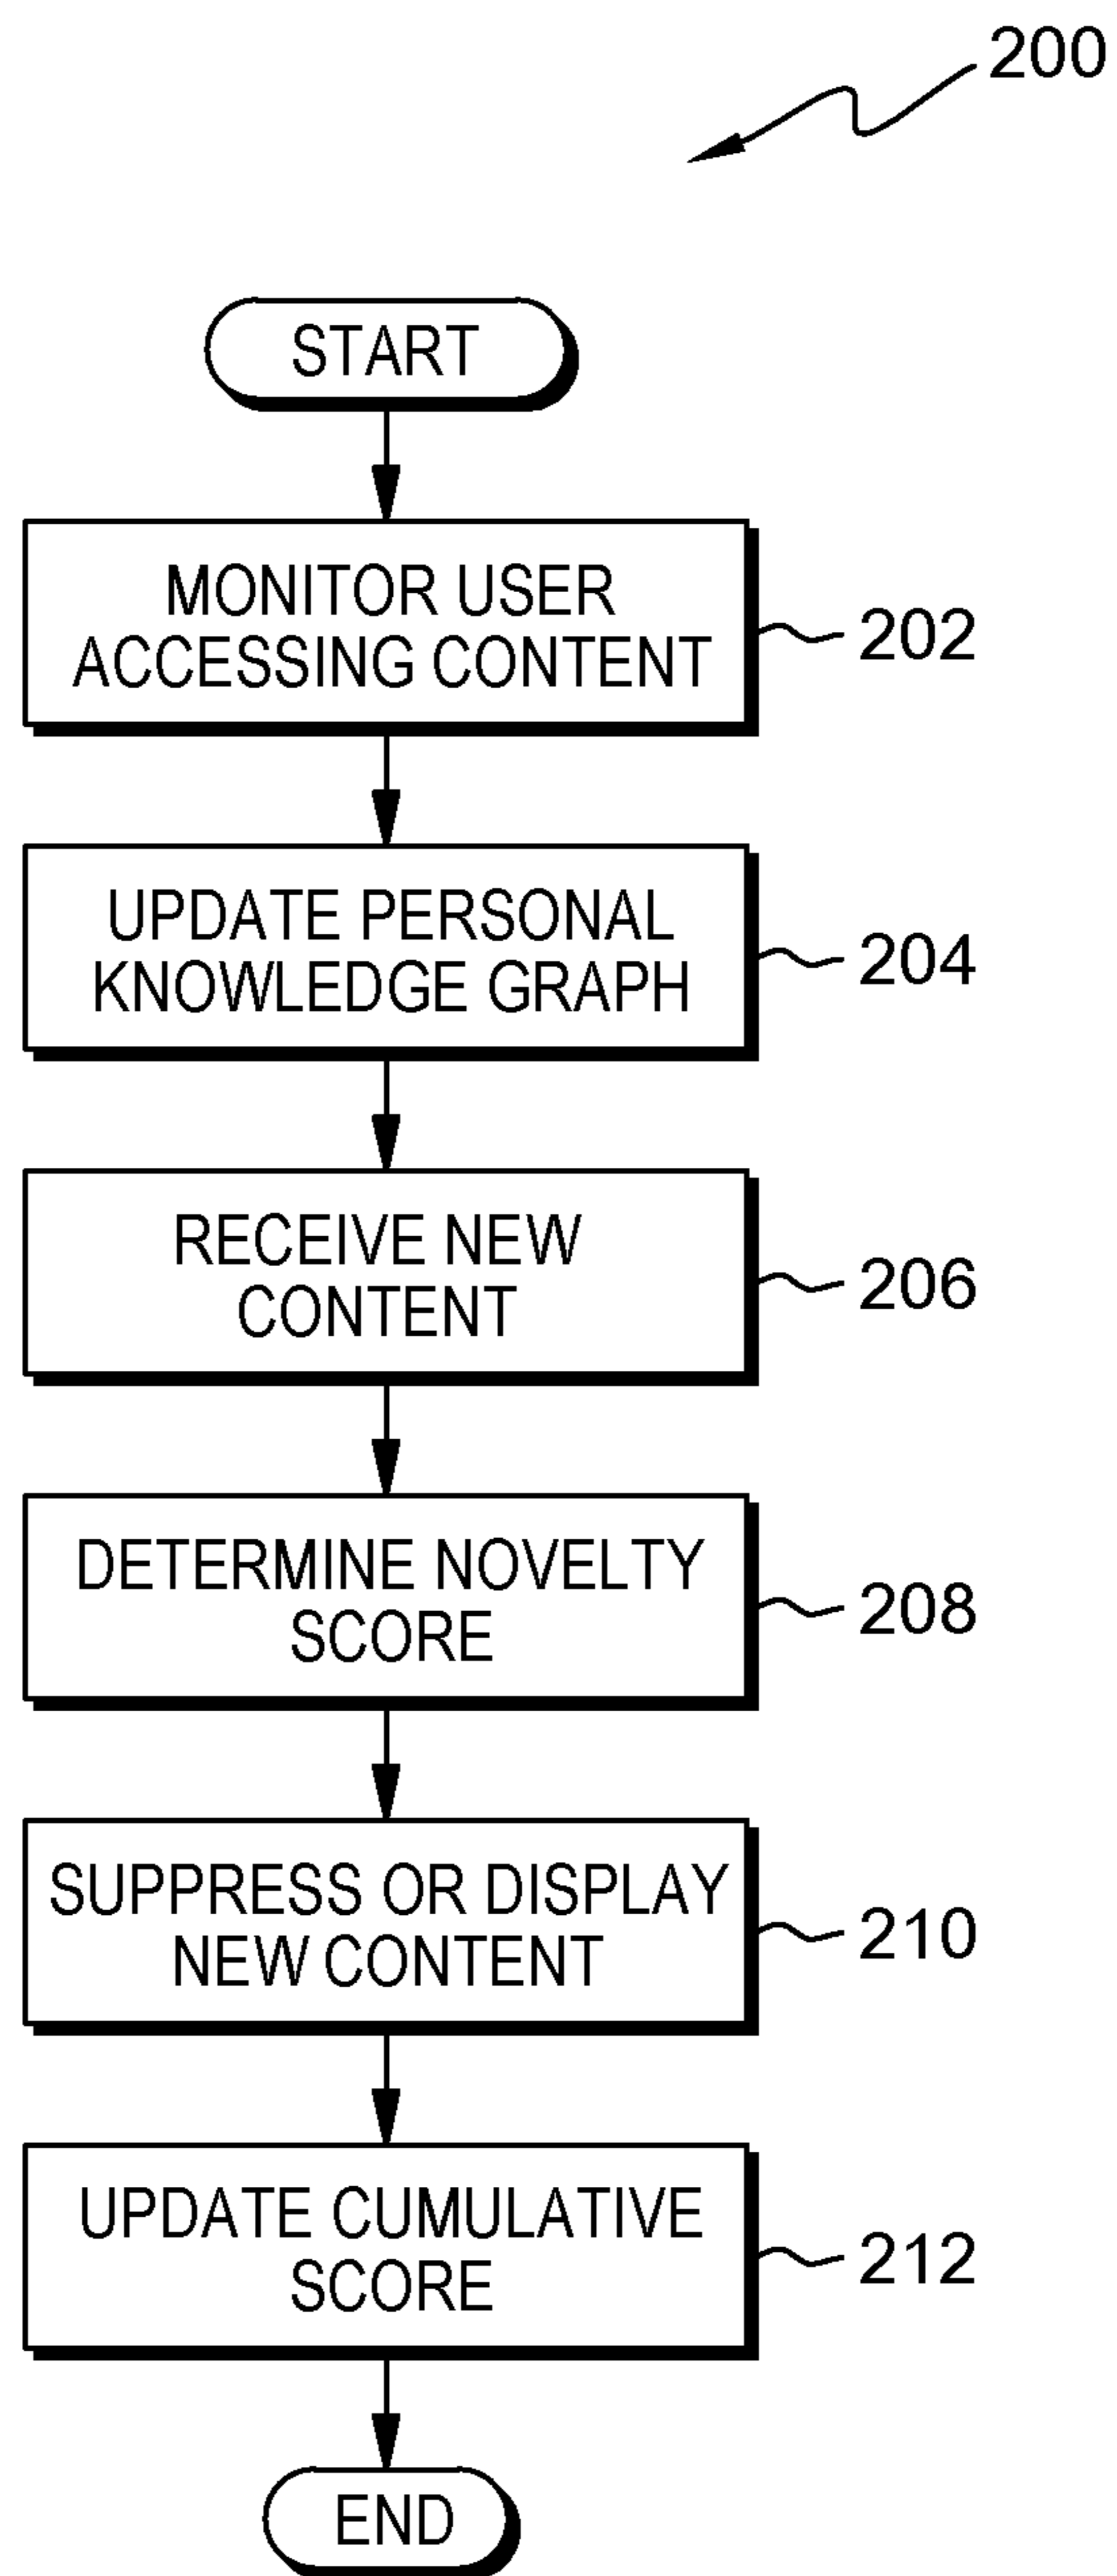 200
START
MONITOR USER
ACCESSING CONTENT
202
UPDATE PERSONAL
KNOWLEDGE GRAPH
204
RECEIVE NEW
CONTENT
206
DETERMINE NOVELTY
SCORE
208
SUPPRESS OR DISPLAY
NEW CONTENT
210
UPDATE CUMULATIVE
SCORE
212
END